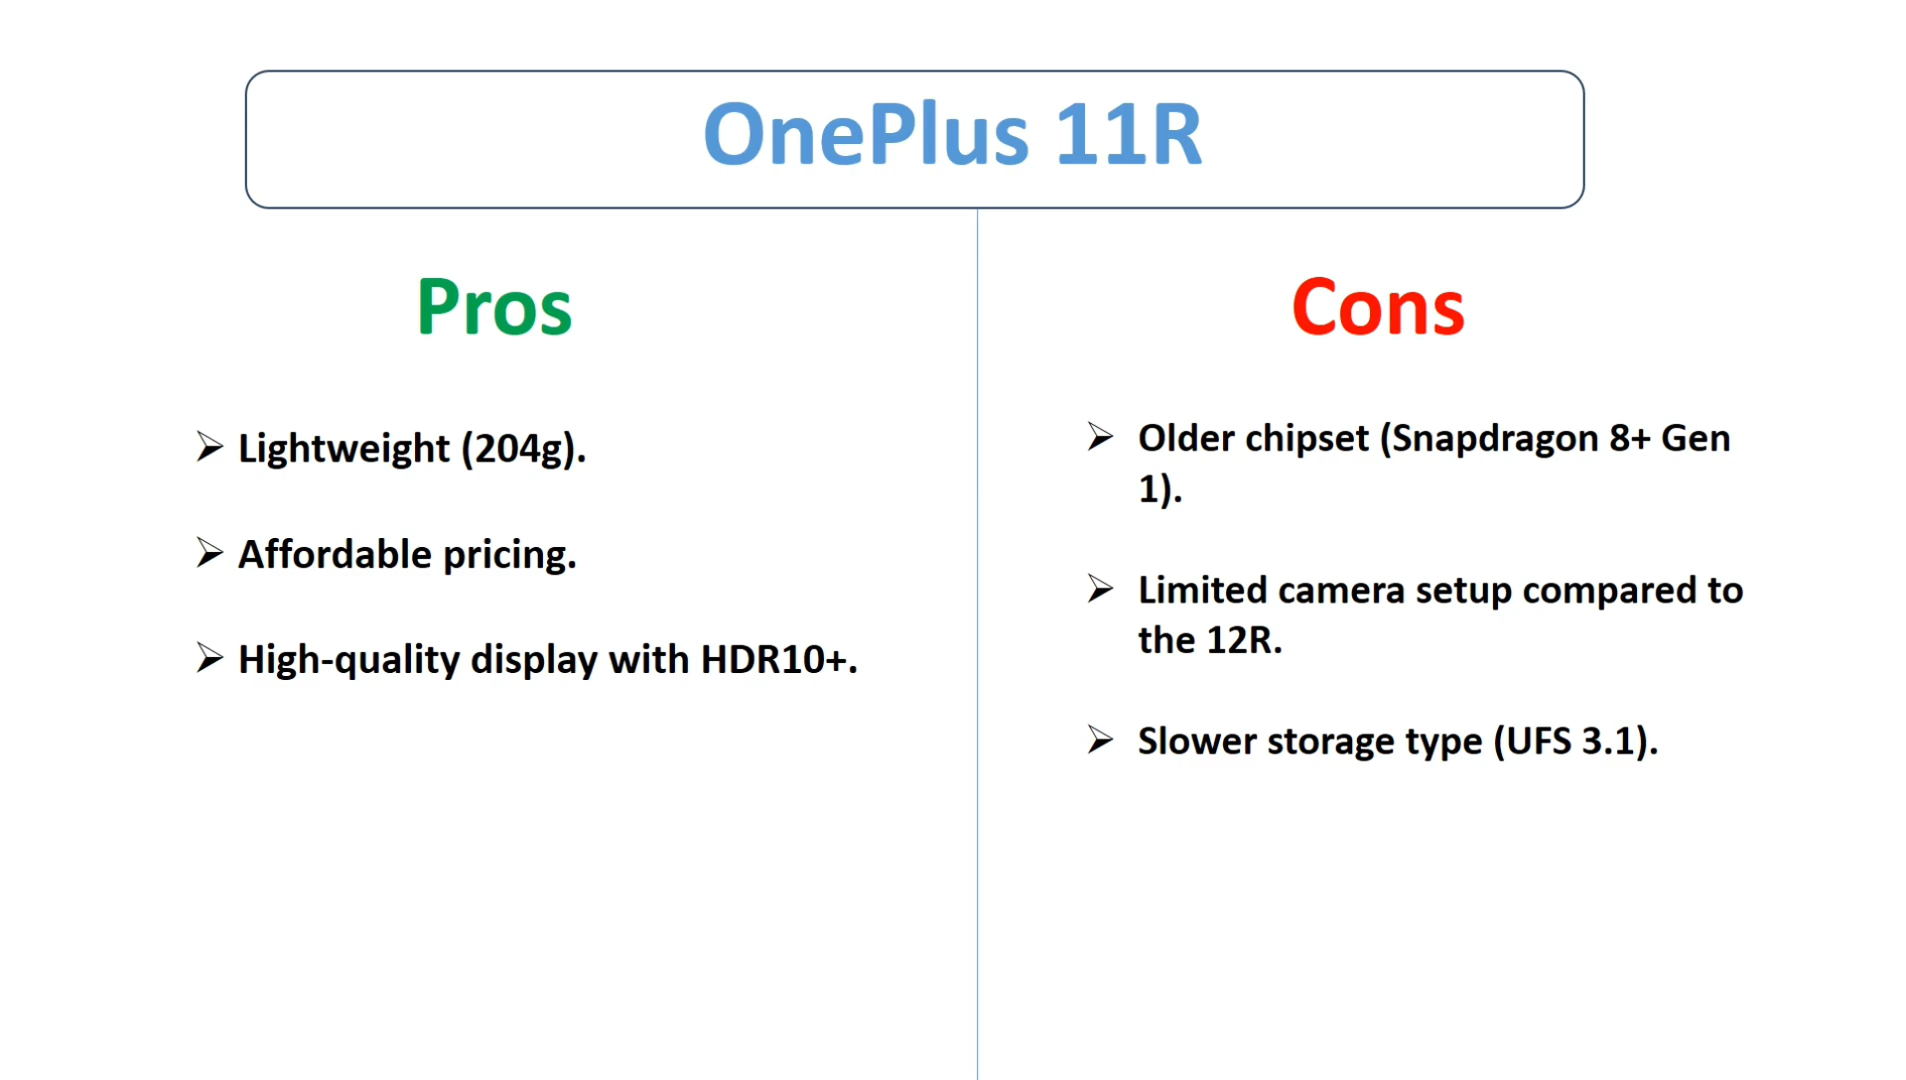 OnePlus 11R
Pros
Lightweight (204g).
Affordable pricing.
High-quality display with HDR10+.
Cons
Older chipset (Snapdragon 8+ Gen
1).
Limited camera setup compared to
the 12R.
Slower storage type (UFS 3.1).